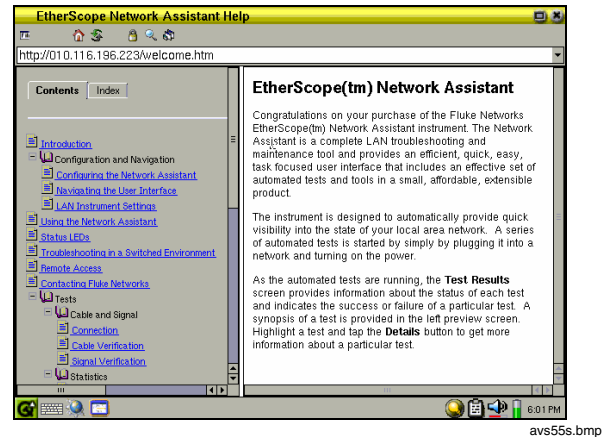 EtherScope Network Assistant Help
http://010.116.196.223/welcome.htm
Contents
Index
Introduction
Configuration and Navigation
Configuring the Network Assistant
Navigating the User Interface
LAN Instrument Settings
Using the Network Assistant
Status LEDs
Troubleshooting in a Switched Environment
Remote Access
Contacting Fluke Networks
Tests
Cable and Signal
Connection
Cable Verification
Signal Verification
Statistics
EtherScope(tm) Network Assistant
Congratulations on your purchase of the Fluke Networks
EtherScope(tm) Network Assistant instrument. The Network
Assistant is a complete LAN troubleshooting and
maintenance tool and provides an efficient, quick, easy,
task focused user interface that includes an effective set of
automated tests and tools in a small, affordable, extensible
product.
The instrument is designed to automatically provide quick
visibility into the state of your local area network. A series
of automated tests is started by simply by plugging it into a
network and turning on the power.
As the automated tests are running, the Test Results
screen provides information about the status of each test
and indicates the success or failure of a particular test. A
synopsis of a test is provided in the left preview screen.
Highlight a test and tap the Details button to get more
information about a particular test.
6:01 PM
avs55s.bmp